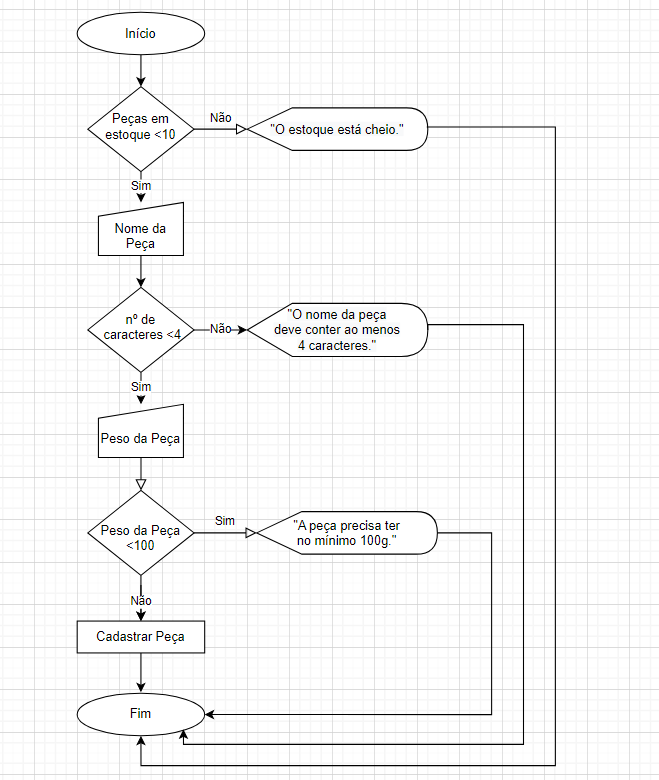 Início
Peças em
estoque <10
Não
"O estoque está cheio."
Sim
Nome da
Peça
nº de
caracteres <4
Não
"O nome da peça
deve conter ao menos
4 caracteres."
Sim
Peso da Peça
Peso da Peça
<100
Sim
"A peça precisa ter
no mínimo 100g."
Não
Cadastrar Peça
Fim